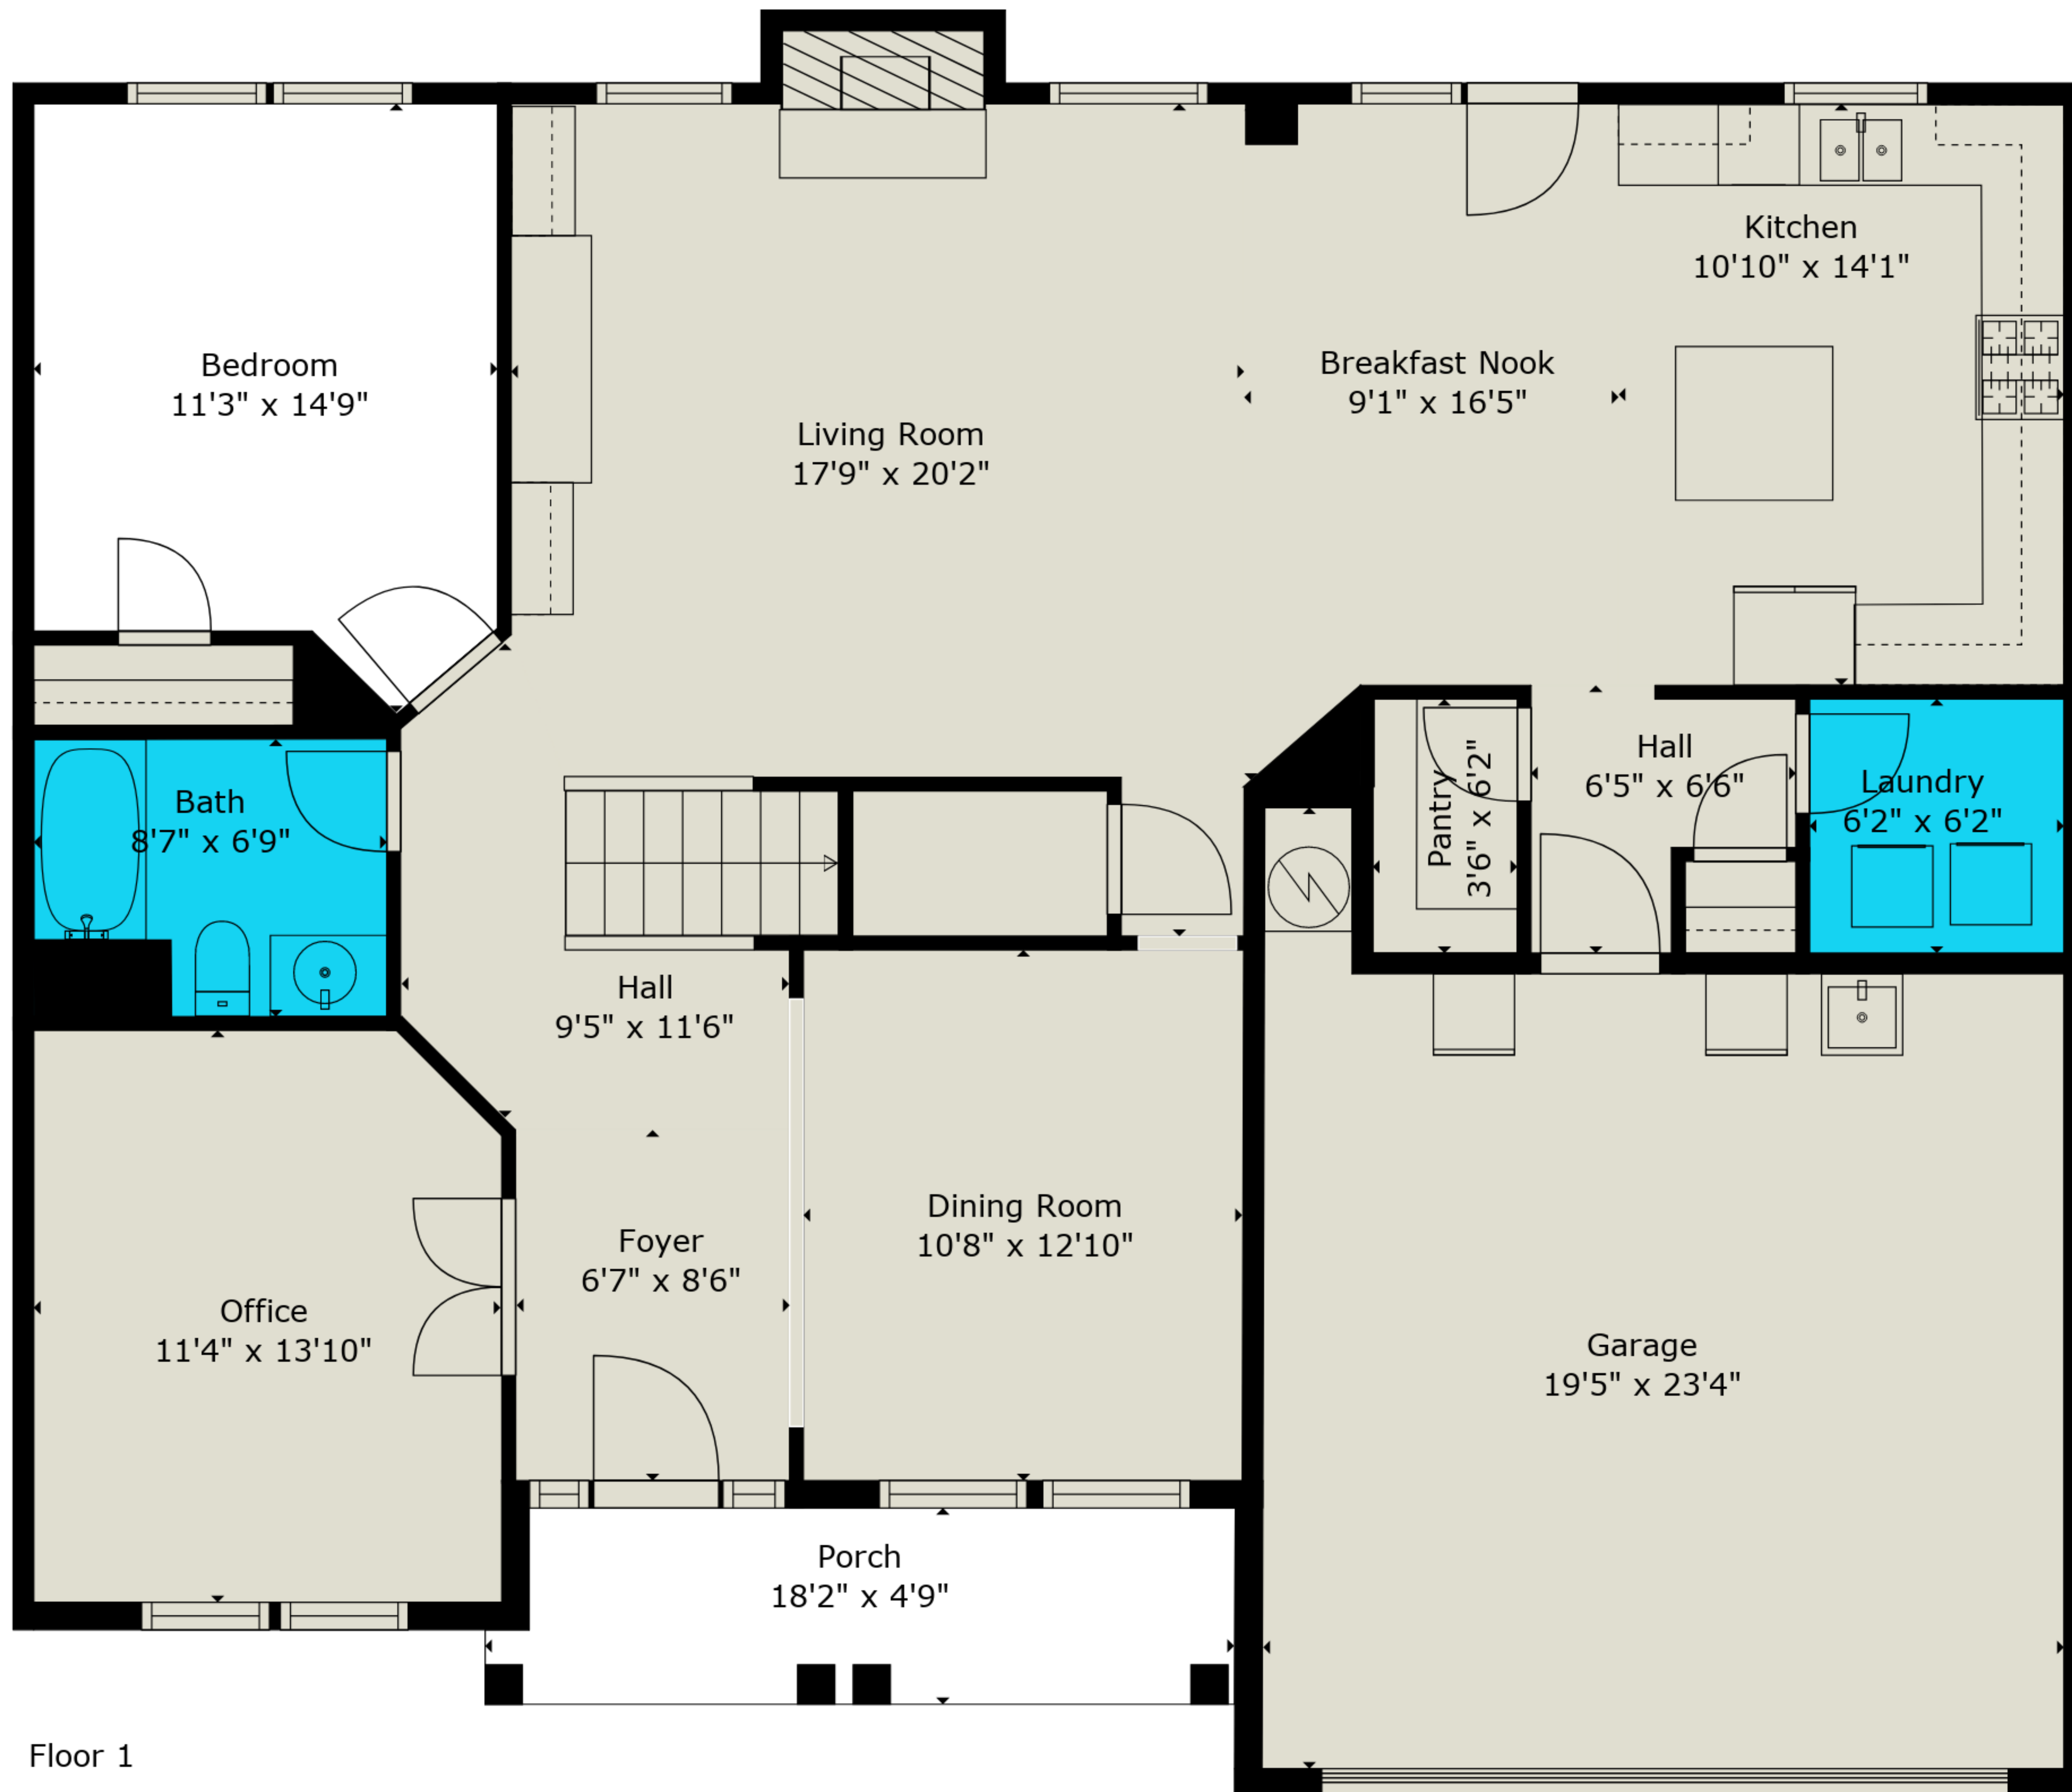 Kitchen
10'10" x 14'1"
Bedroom
11'3" x 14'9"
Breakfast Nook
9'1" x 16'5"
Living Room
17'9" x 20'2"
Hall
6'5" x 6'6"
Laundry
6'2" x 6'2"
Pantry
3'6" x 6'2"
Bath
8'7" x 6'9"
Hall
9'5" x 11'6"
Dining Room
10'8" x 12'10"
Foyer
6'7" x 8'6"
Office
11'4" x 13'10"
Garage
19'5" x 23'4"
Porch
18'2" x 4'9"
Floor 1